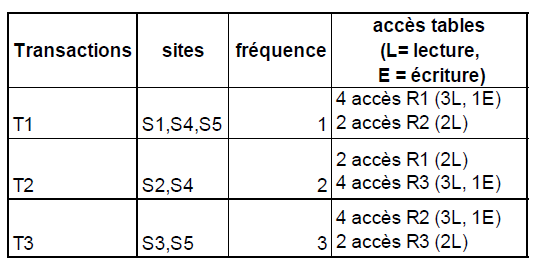 Transactions sites fréquence accès tables
(L= lecture,
E = écriture)
T1 S1,S4,S5 1 4 accès R1 (3L, 1E)
2 accès R2 (2L)
T2 S2,S4 2 2 accès R1 (2L)
4 accès R3 (3L, 1E)
T3 S3,S5 3 4 accès R2 (3L, 1E)
2 accès R3 (2L)